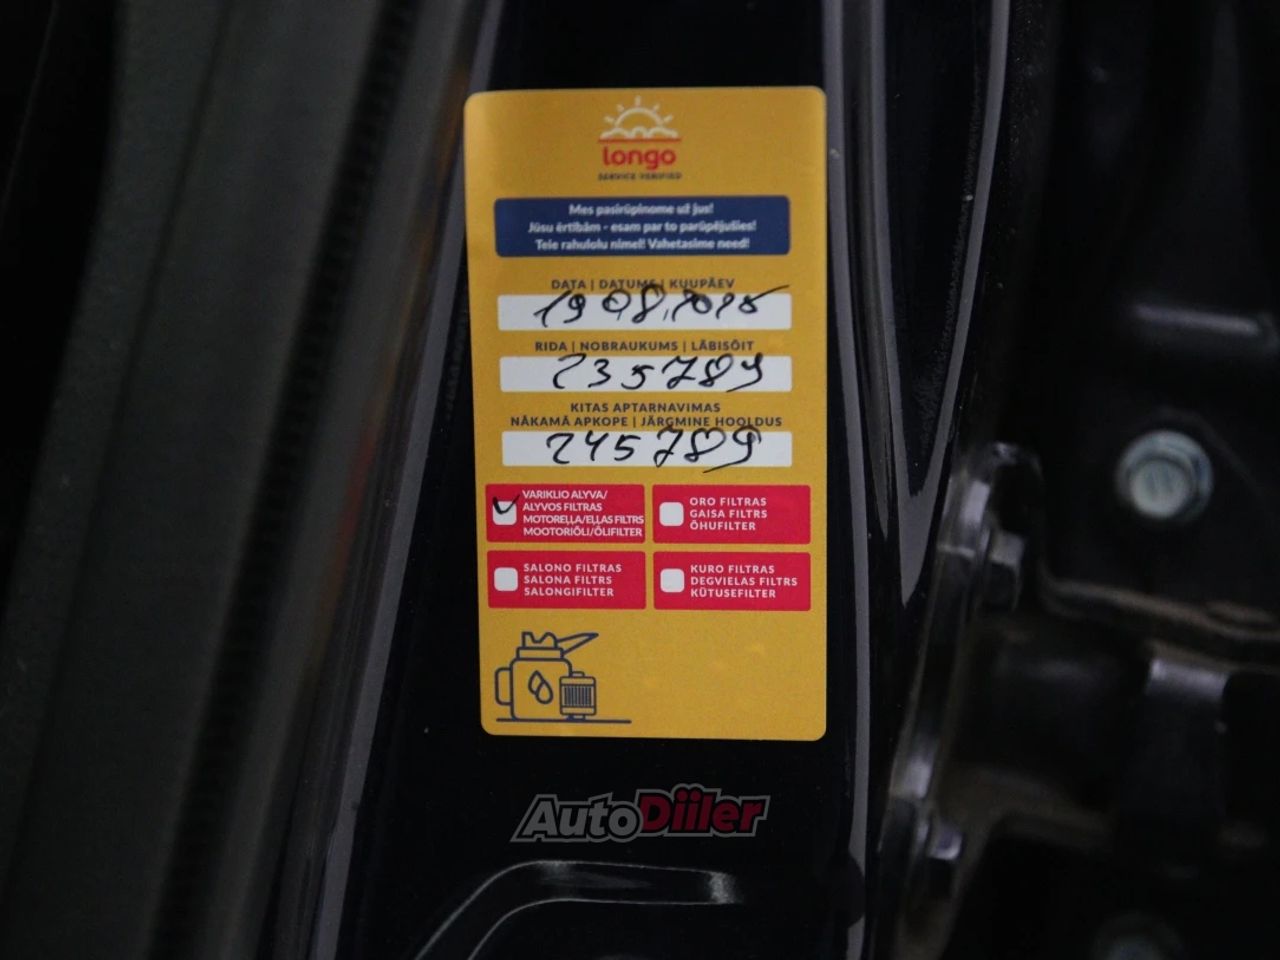 longo
SERVICE VERIFIED
Mes pasirūpinome už jus!
Jūsu ērtībām - esam par to parūpējušies!
Teie rahulolu nimel! Vahetasime need!
DATA | DATUMS | KUUPÄEV
19 08.2025
RIDA | NOBRAUKUMS | LÄBISÕIT
235789
KITAS APTARNAVIMAS
NĀKAMĀ APKOPE | JÄRGMINE HOOLDUS
245789
VARIKLIO ALYVA/
ALYVOS FILTRAS
MOTOREĻĻA/EĻĻAS FILTRS
MOOTORIÕLI/ÕLIFILTER
ORO FILTRAS
GAISA FILTRS
ÕHUFILTER
SALONO FILTRAS
SALONA FILTRS
SALONGIFILTER
KURO FILTRAS
DEGVIELAS FILTRS
KÜTUSEFILTER
AutoDiiler